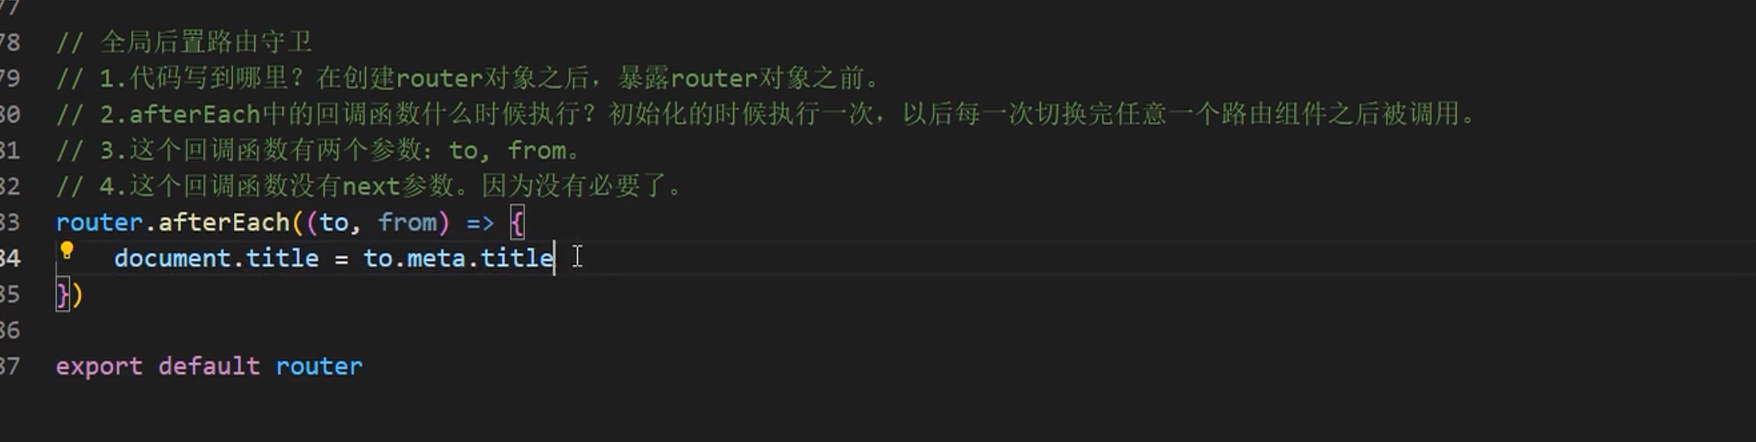 77
78 // 全局后置路由守卫
79 // 1.代码写到哪里？在创建router对象之后，暴露router对象之前。
80 // 2.afterEach中的回调函数什么时候执行？初始化的时候执行一次，以后每一次切换完任意一个路由组件之后被调用。
81 // 3.这个回调函数有两个参数：to, from。
82 // 4.这个回调函数没有next参数。因为没有必要了。
83 router.afterEach((to, from) => {
84 document.title = to.meta.title
85 })
86
87 export default router